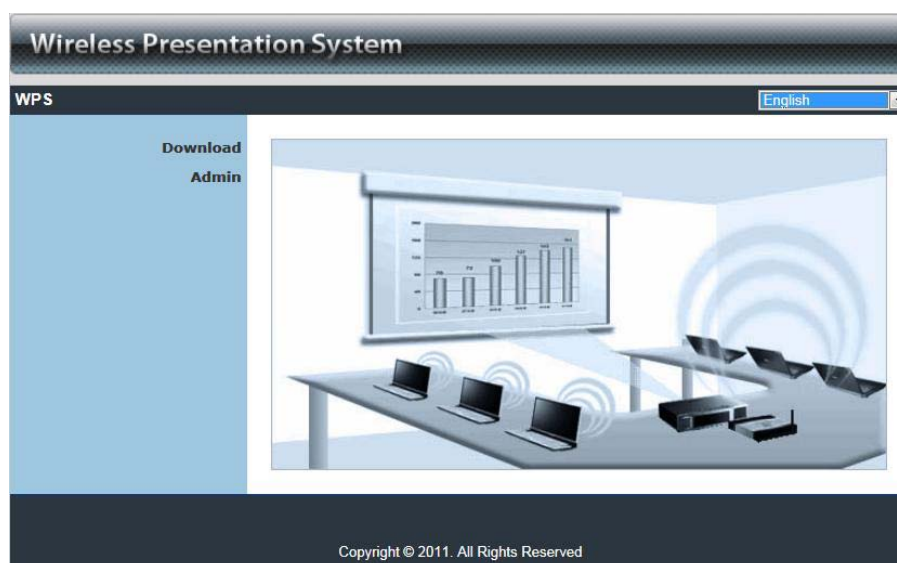 Wireless Presentation System
WPS
English
Download
Admin
Copyright © 2011. All Rights Reserved